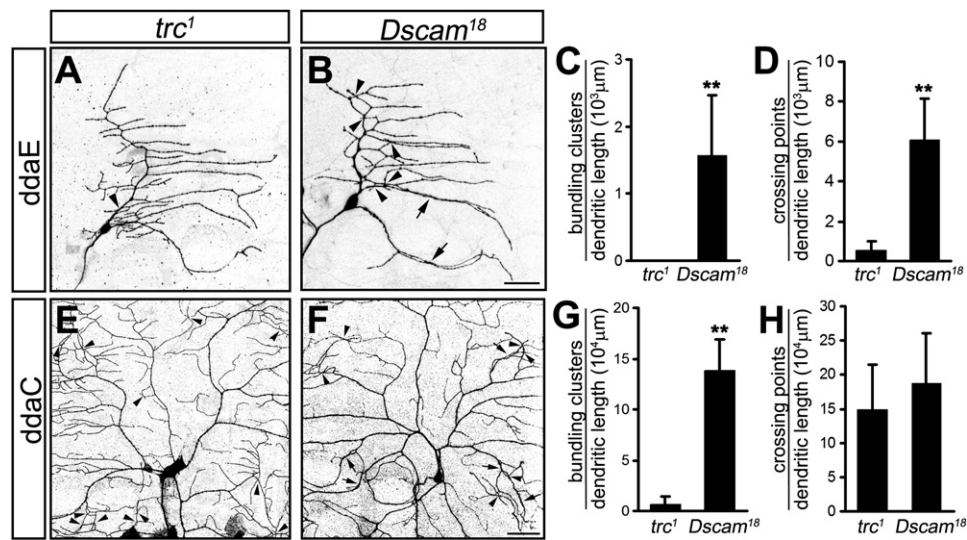 trc¹ Dscam¹⁸
ddaE
A
B
C
bundling clusters
dendritic length (10³µm)
3
2
1
0
**
trc¹ Dscam¹⁸
D
crossing points
dendritic length (10³µm)
10
8
6
4
2
0
**
trc¹ Dscam¹⁸
ddaC
E
F
G
bundling clusters
dendritic length (10⁴µm)
20
15
10
5
0
**
trc¹ Dscam¹⁸
H
crossing points
dendritic length (10⁴µm)
30
25
20
15
10
5
0
trc¹ Dscam¹⁸